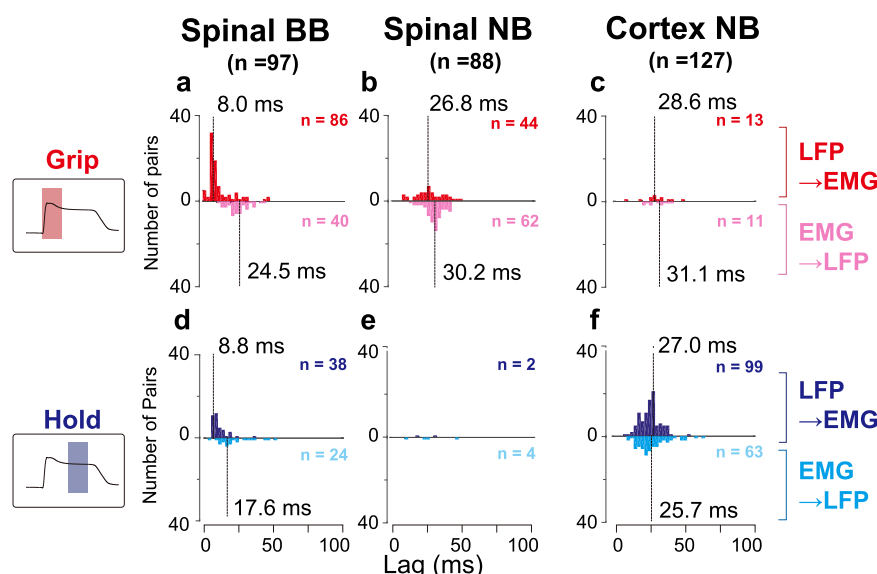 Spinal BB Spinal NB Cortex NB
(n =97) (n =88) (n =127)
a b c
40 8.0 ms n = 86 40 26.8 ms n = 44 40 28.6 ms n = 13
Grip
Number of pairs
LFP
→EMG
0 0 0
n = 40 n = 62 n = 11
EMG
→LFP
24.5 ms 30.2 ms 31.1 ms
40 40 40
d e f
40 8.8 ms n = 38 40 n = 2 40 27.0 ms n = 99
Hold
Number of Pairs
LFP
→EMG
0 0 0
n = 24 n = 4 n = 63
EMG
→LFP
17.6 ms 25.7 ms
40 40 40
0 50 100 0 50 100 0 50 100
Lag (ms)